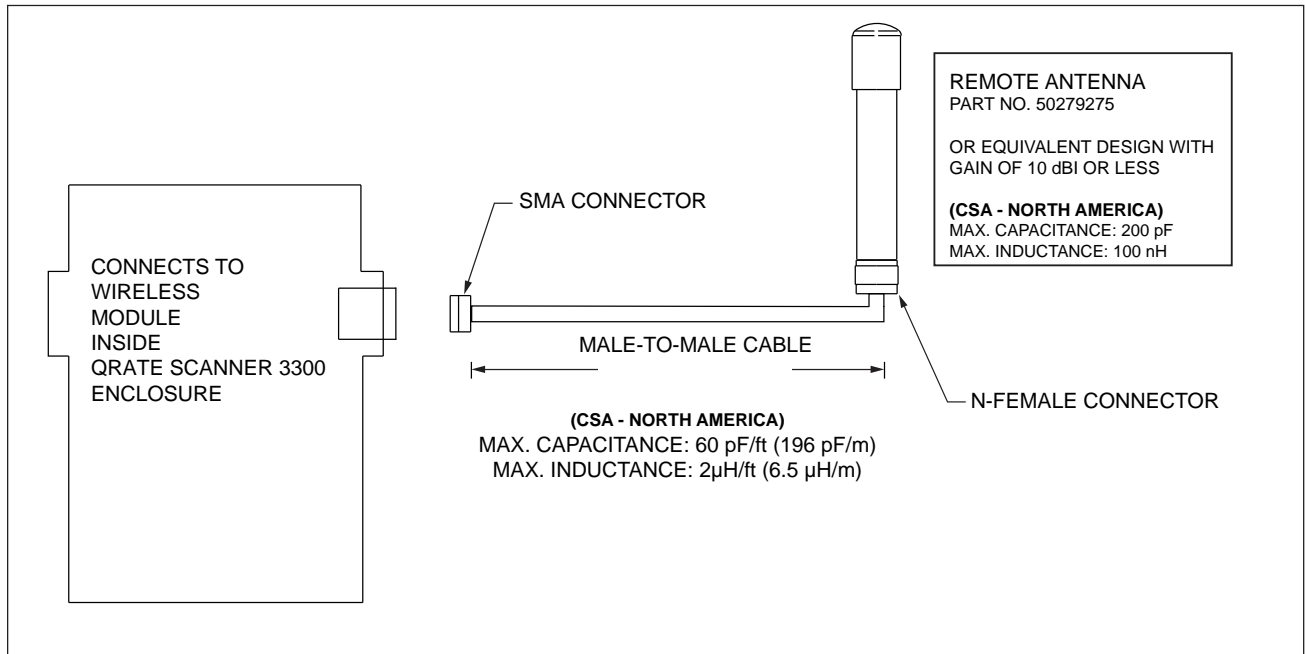 REMOTE ANTENNA
PART NO. 50279275
OR EQUIVALENT DESIGN WITH
GAIN OF 10 dBI OR LESS
(CSA - NORTH AMERICA)
MAX. CAPACITANCE: 200 pF
MAX. INDUCTANCE: 100 nH
SMA CONNECTOR
CONNECTS TO
WIRELESS
MODULE
INSIDE
QRATE SCANNER 3300
ENCLOSURE
MALE-TO-MALE CABLE
N-FEMALE CONNECTOR
(CSA - NORTH AMERICA)
MAX. CAPACITANCE: 60 pF/ft (196 pF/m)
MAX. INDUCTANCE: 2µH/ft (6.5 µH/m)